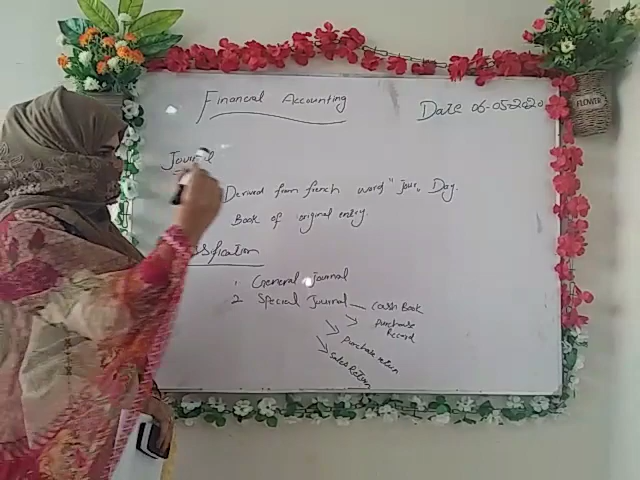 Financial Accounting
Date 06-05-2020
Journal
Derived from french word "Jour" Day.
Book of original entry.
sification
1. General Journal
2 Special Journal — Cash Book
Purchase Record
Purchase return
Sales Return
FLOWER